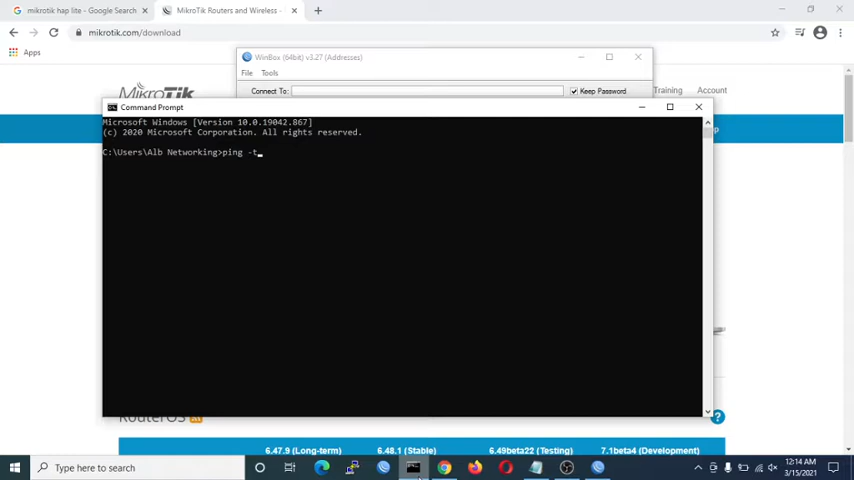 mikrotik hap lite - Google Search
MikroTik Routers and Wireless -
mikrotik.com/download
Apps
WinBox (64bit) v3.27 (Addresses)
File Tools
Connect To:
Keep Password
MikroTik
Training Account
Command Prompt
Microsoft Windows [Version 10.0.19042.867]
(c) 2020 Microsoft Corporation. All rights reserved.
C:\Users\Alb Networking>ping -t
RouterOS
?
6.47.9 (Long-term) 6.48.1 (Stable) 6.49beta22 (Testing) 7.1beta4 (Development)
Type here to search
12:14 AM
3/15/2021